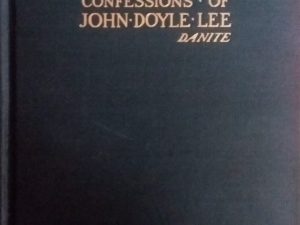 CONFESSIONS · OF
JOHN · DOYLE · LEE
DANITE